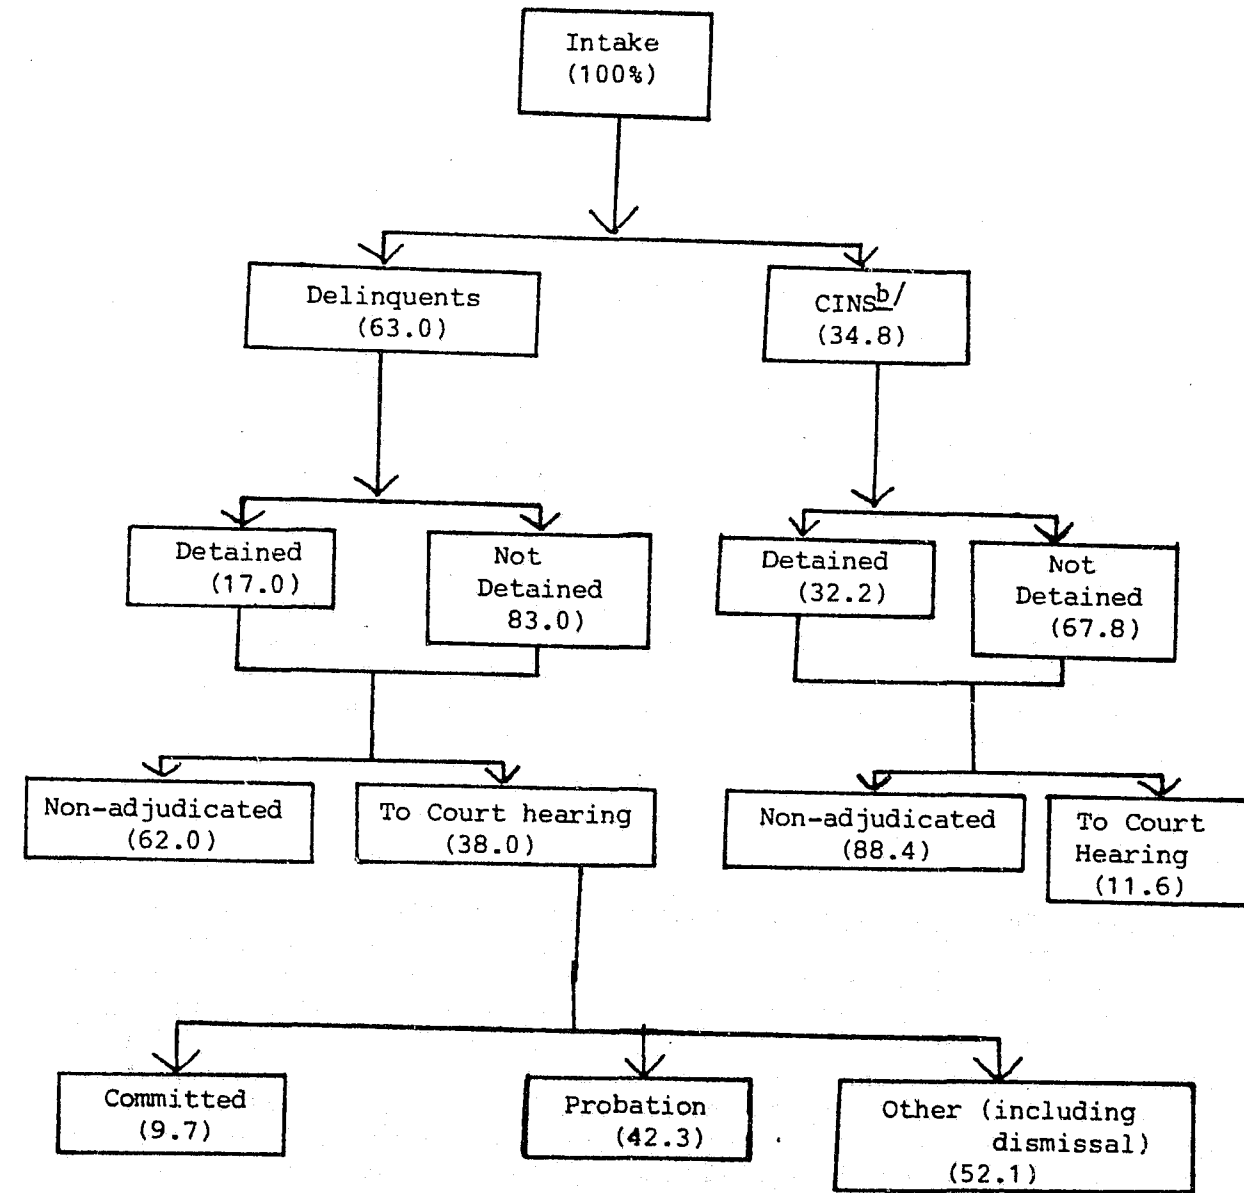 Intake
(100%)
Delinquents
(63.0)
CINS b/
(34.8)
Detained
(17.0)
Not
Detained
83.0)
Detained
(32.2)
Not
Detained
(67.8)
Non-adjudicated
(62.0)
To Court hearing
(38.0)
Non-adjudicated
(88.4)
To Court
Hearing
(11.6)
Committed
(9.7)
Probation
(42.3)
Other (including
dismissal)
(52.1)